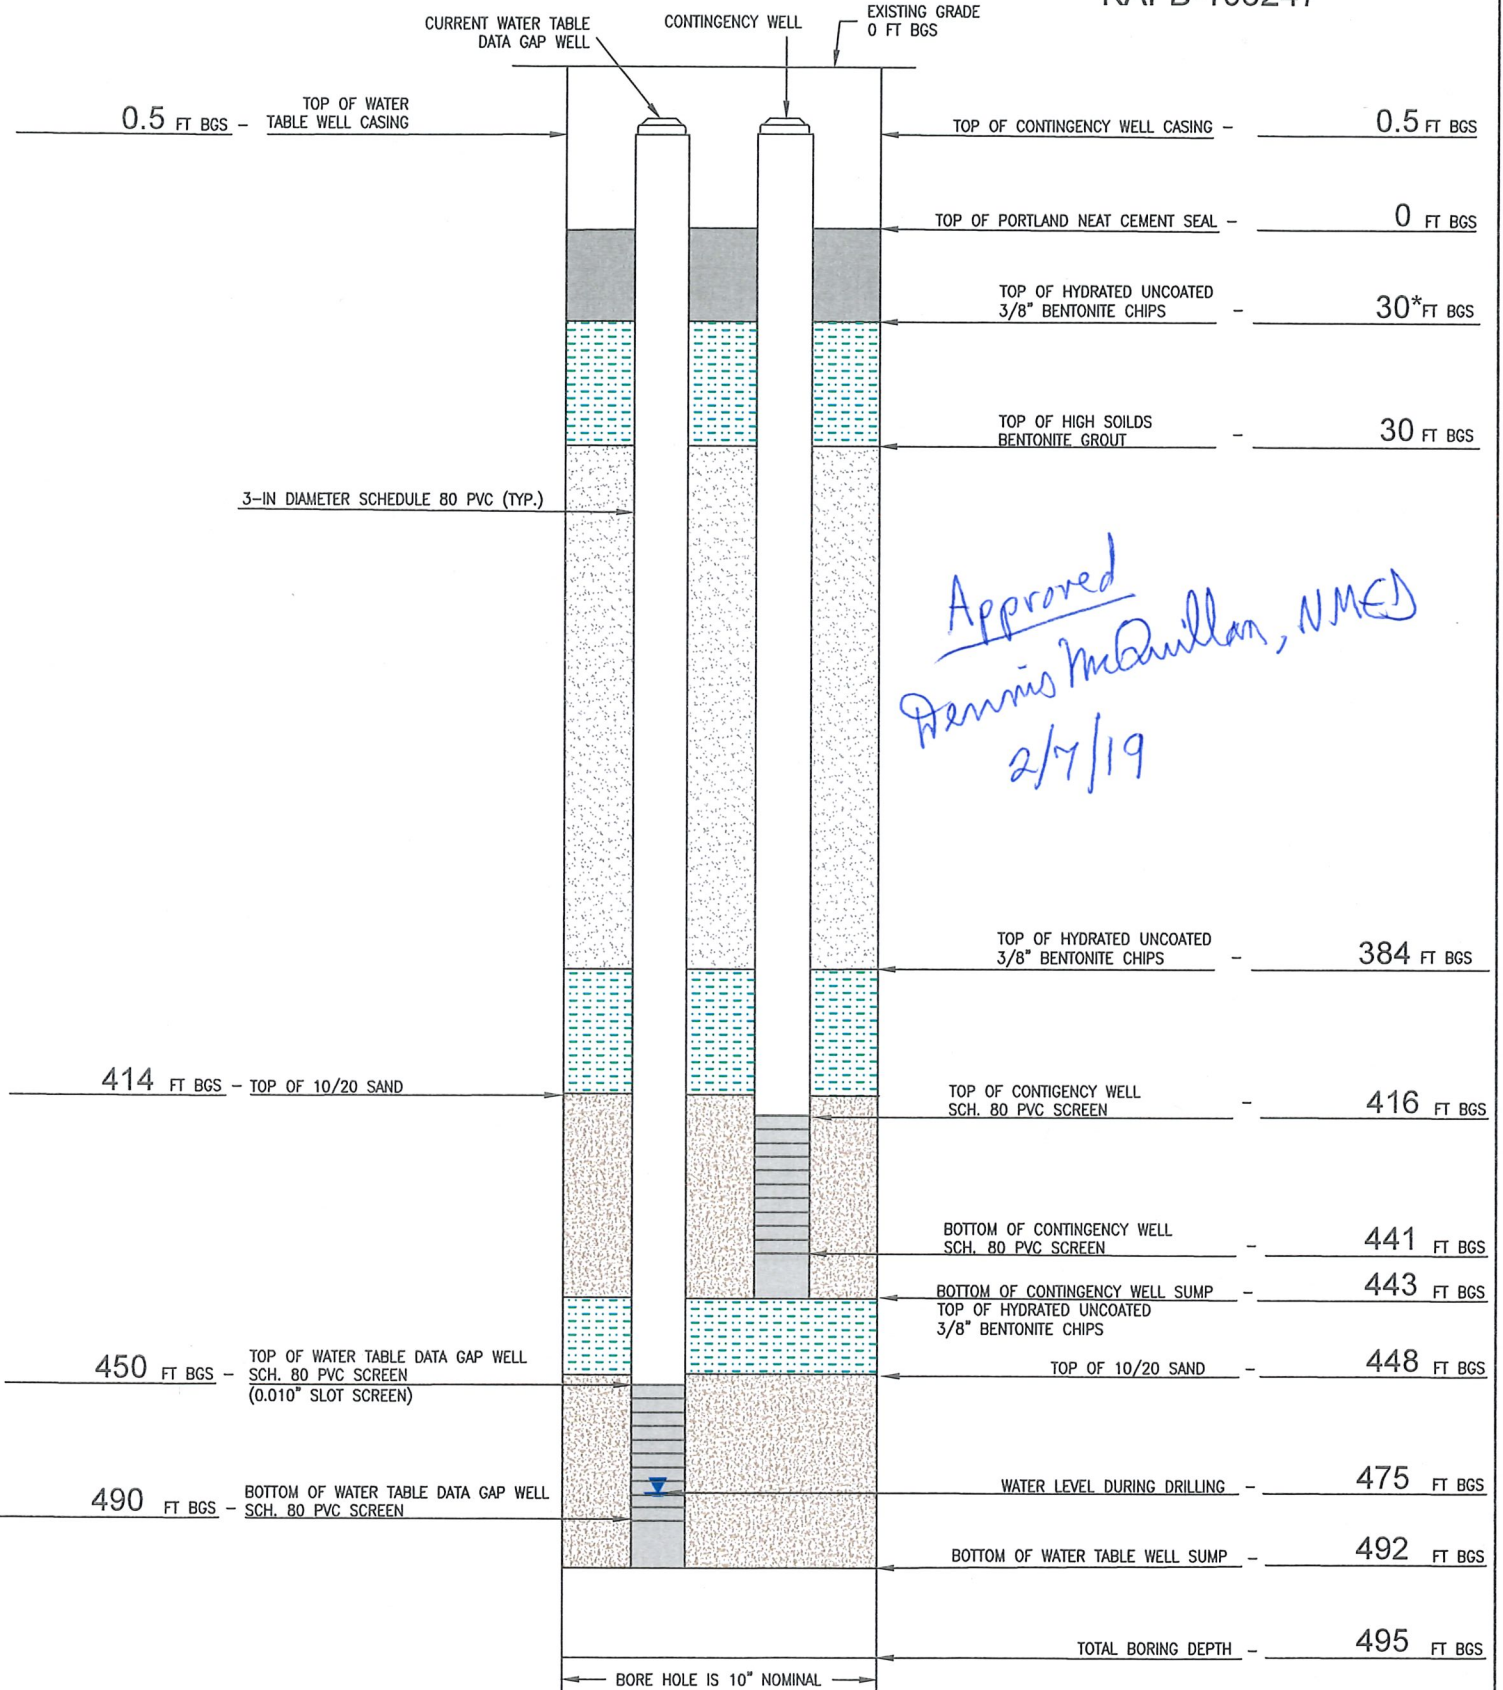 CURRENT WATER TABLE
DATA GAP WELL
CONTINGENCY WELL
EXISTING GRADE
0 FT BGS
0.5 FT BGS - TOP OF WATER
TABLE WELL CASING
TOP OF CONTINGENCY WELL CASING - 0.5 FT BGS
TOP OF PORTLAND NEAT CEMENT SEAL - 0 FT BGS
TOP OF HYDRATED UNCOATED
3/8" BENTONITE CHIPS - 30* FT BGS
TOP OF HIGH SOILDS
BENTONITE GROUT - 30 FT BGS
3-IN DIAMETER SCHEDULE 80 PVC (TYP.)
Approved
Dennis McQuillan, NMED
2/7/19
TOP OF HYDRATED UNCOATED
3/8" BENTONITE CHIPS - 384 FT BGS
414 FT BGS - TOP OF 10/20 SAND
TOP OF CONTIGENCY WELL
SCH. 80 PVC SCREEN - 416 FT BGS
BOTTOM OF CONTINGENCY WELL
SCH. 80 PVC SCREEN - 441 FT BGS
BOTTOM OF CONTINGENCY WELL SUMP - 443 FT BGS
TOP OF HYDRATED UNCOATED
3/8" BENTONITE CHIPS
450 FT BGS - TOP OF WATER TABLE DATA GAP WELL
SCH. 80 PVC SCREEN
(0.010" SLOT SCREEN)
TOP OF 10/20 SAND - 448 FT BGS
490 FT BGS - BOTTOM OF WATER TABLE DATA GAP WELL
SCH. 80 PVC SCREEN
WATER LEVEL DURING DRILLING - 475 FT BGS
BOTTOM OF WATER TABLE WELL SUMP - 492 FT BGS
TOTAL BORING DEPTH - 495 FT BGS
BORE HOLE IS 10" NOMINAL